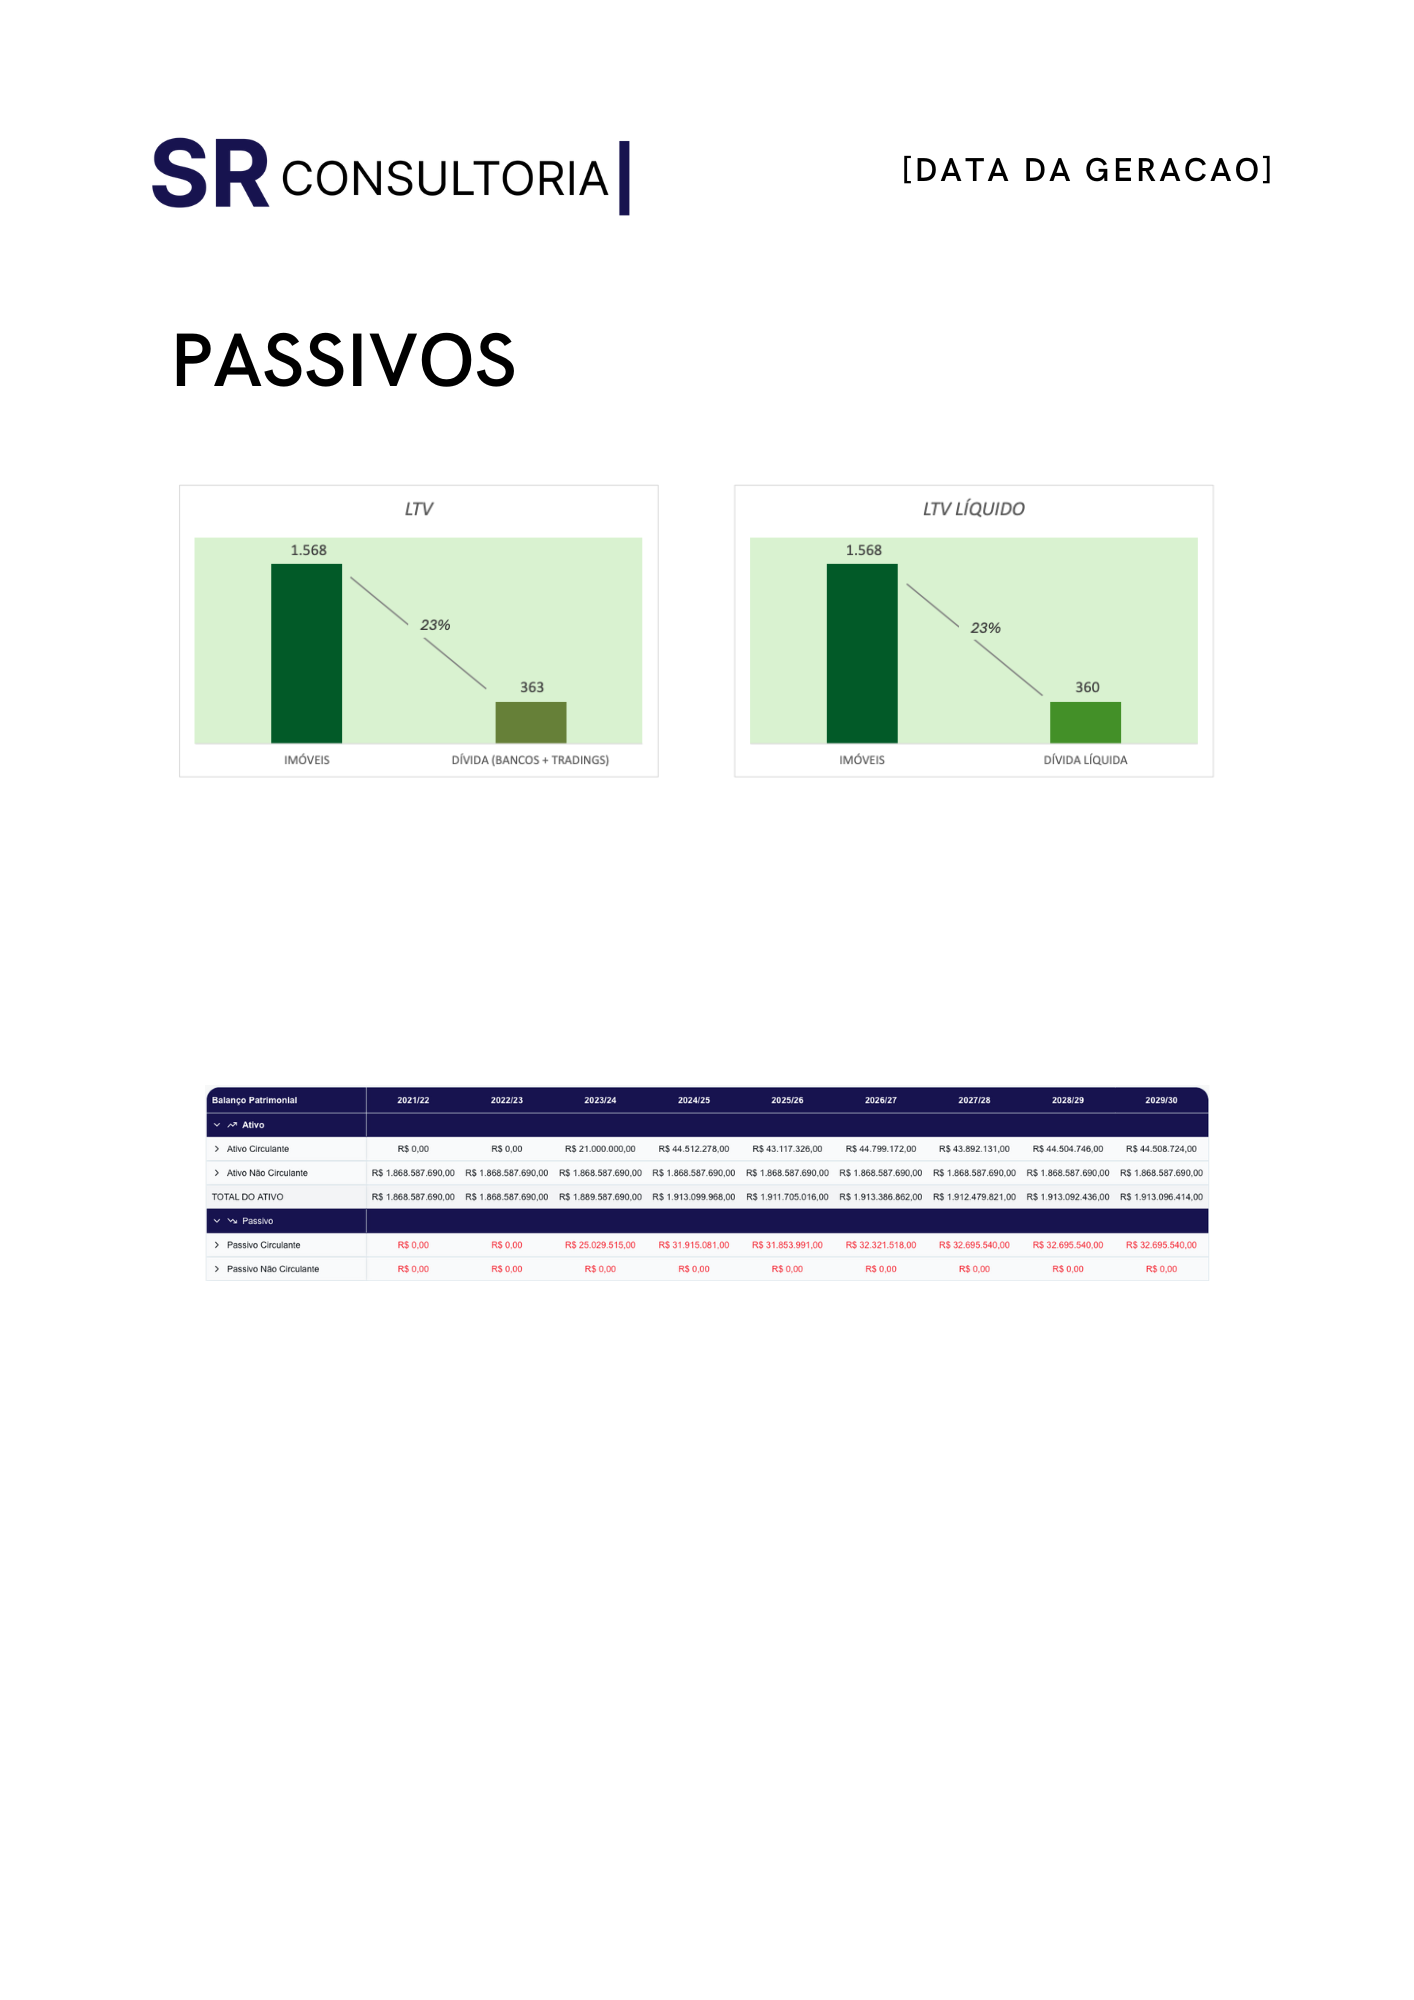 SR CONSULTORIA
[DATA DA GERACAO]
PASSIVOS
LTV
1.568
23%
363
IMÓVEIS
DÍVIDA (BANCOS + TRADINGS)
LTV LÍQUIDO
1.568
23%
360
IMÓVEIS
DÍVIDA LÍQUIDA
Balanço Patrimonial 2021/22 2022/23 2023/24 2024/25 2025/26 2026/27 2027/28 2028/29 2029/30
Ativo
Ativo Circulante R$ 0,00 R$ 0,00 R$ 21.000.000,00 R$ 44.512.278,00 R$ 43.117.326,00 R$ 44.799.172,00 R$ 43.892.131,00 R$ 44.504.746,00 R$ 44.508.724,00
Ativo Não Circulante R$ 1.868.587.690,00 R$ 1.868.587.690,00 R$ 1.868.587.690,00 R$ 1.868.587.690,00 R$ 1.868.587.690,00 R$ 1.868.587.690,00 R$ 1.868.587.690,00 R$ 1.868.587.690,00 R$ 1.868.587.690,00
TOTAL DO ATIVO R$ 1.868.587.690,00 R$ 1.868.587.690,00 R$ 1.889.587.690,00 R$ 1.913.099.968,00 R$ 1.911.705.016,00 R$ 1.913.386.862,00 R$ 1.912.479.821,00 R$ 1.913.092.436,00 R$ 1.913.096.414,00
Passivo
Passivo Circulante R$ 0,00 R$ 0,00 R$ 25.029.515,00 R$ 31.915.081,00 R$ 31.853.991,00 R$ 32.321.518,00 R$ 32.695.540,00 R$ 32.695.540,00 R$ 32.695.540,00
Passivo Não Circulante R$ 0,00 R$ 0,00 R$ 0,00 R$ 0,00 R$ 0,00 R$ 0,00 R$ 0,00 R$ 0,00 R$ 0,00